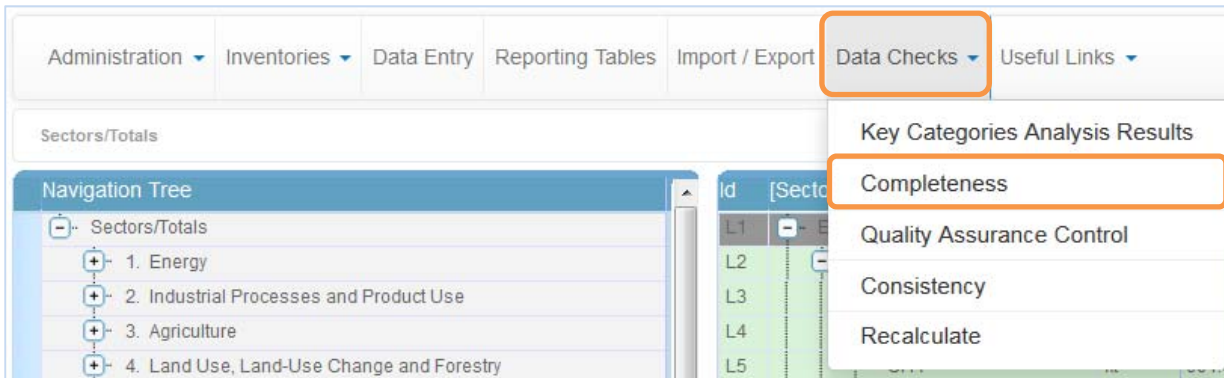 Administration Inventories Data Entry Reporting Tables Import / Export Data Checks Useful Links
Sectors/Totals
Key Categories Analysis Results
Completeness
Quality Assurance Control
Consistency
Recalculate
Navigation Tree
Sectors/Totals
1. Energy
2. Industrial Processes and Product Use
3. Agriculture
4. Land Use, Land-Use Change and Forestry
Id [Secto
L1 E
L2
L3
L4
L5